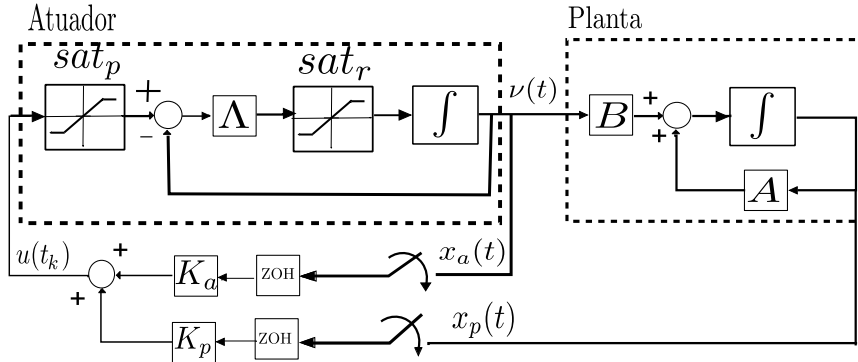 Atuador
Planta
sat_p
sat_r
+
−
Λ
∫
ν(t)
B
+
+
∫
A
u(t_k)
+
+
K_a
ZOH
x_a(t)
K_p
ZOH
x_p(t)